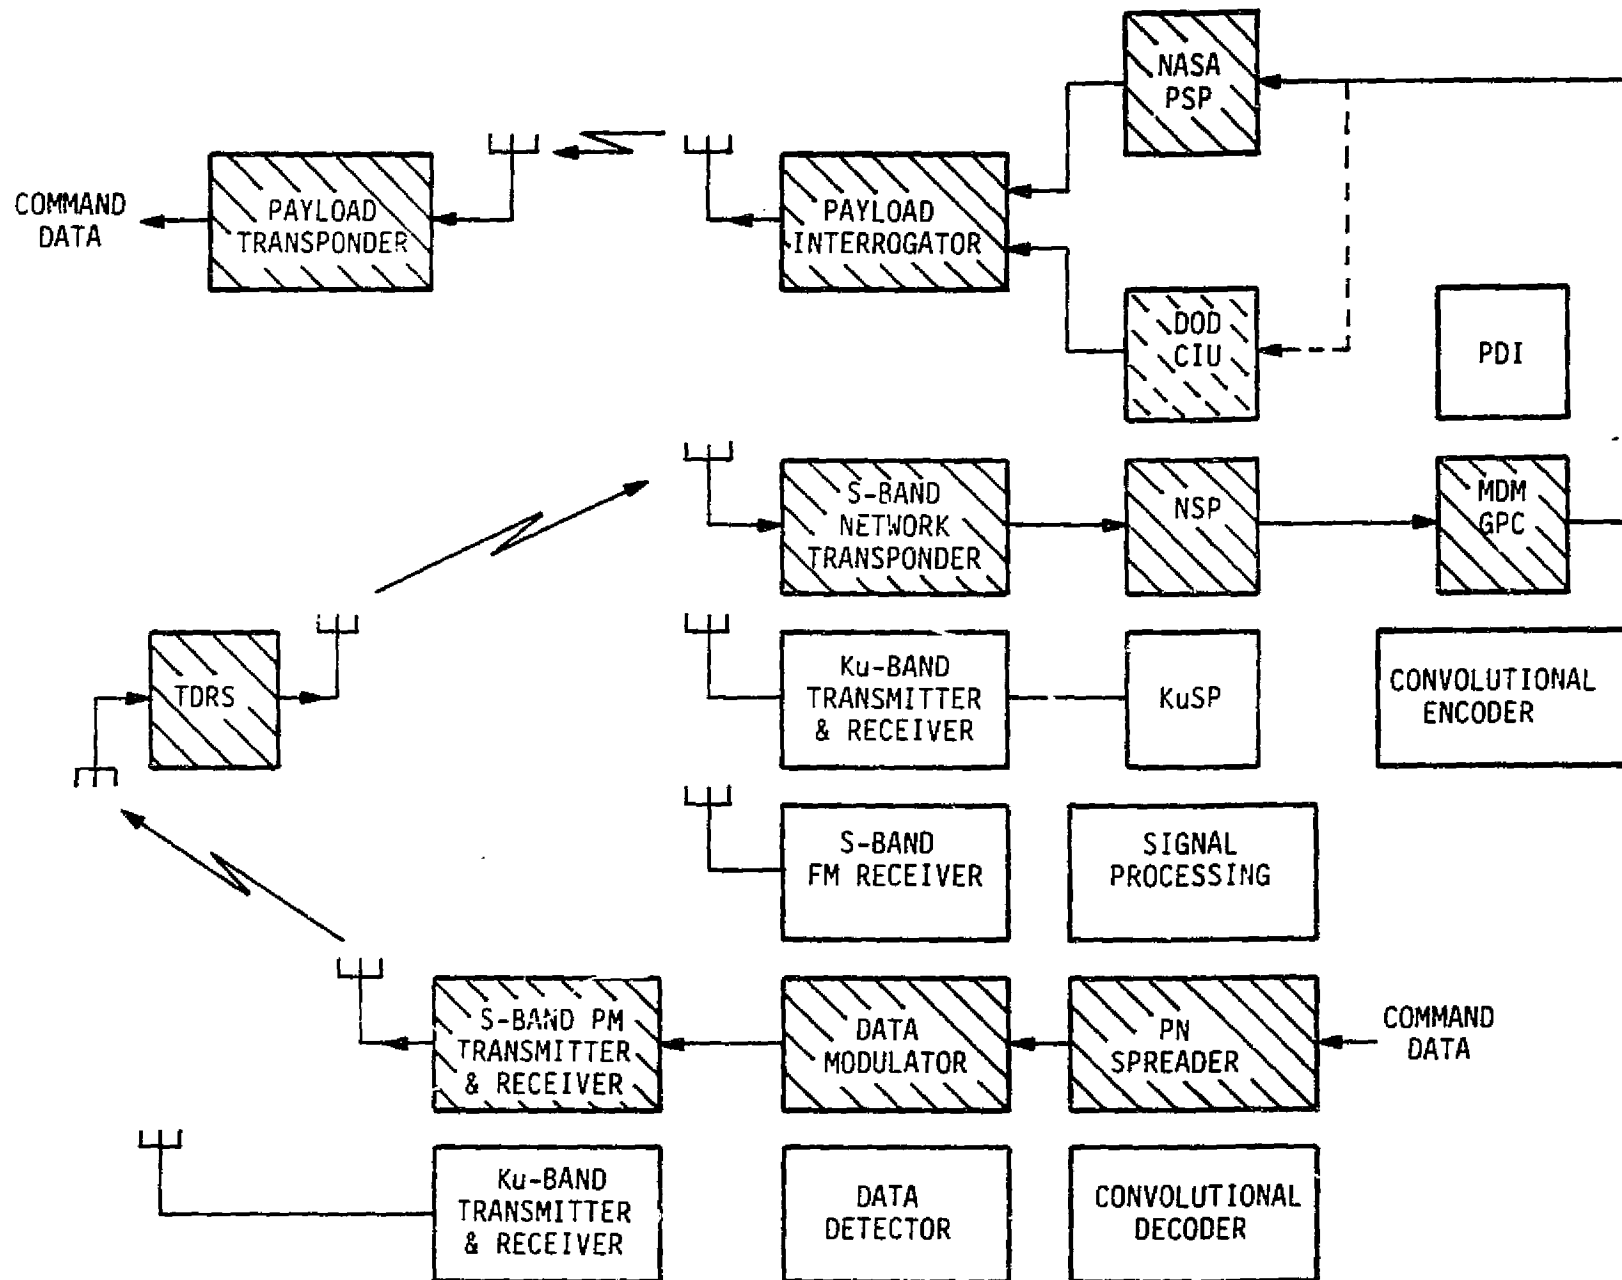 NASA
PSP
COMMAND
DATA
PAYLOAD
TRANSPONDER
PAYLOAD
INTERROGATOR
DOD
CIU
PDI
S-BAND
NETWORK
TRANSPONDER
NSP
MDM
GPC
TDRS
Ku-BAND
TRANSMITTER
& RECEIVER
KuSP
CONVOLUTIONAL
ENCODER
S-BAND
FM RECEIVER
SIGNAL
PROCESSING
S-BAND PM
TRANSMITTER
& RECEIVER
DATA
MODULATOR
PN
SPREADER
COMMAND
DATA
Ku-BAND
TRANSMITTER
& RECEIVER
DATA
DETECTOR
CONVOLUTIONAL
DECODER